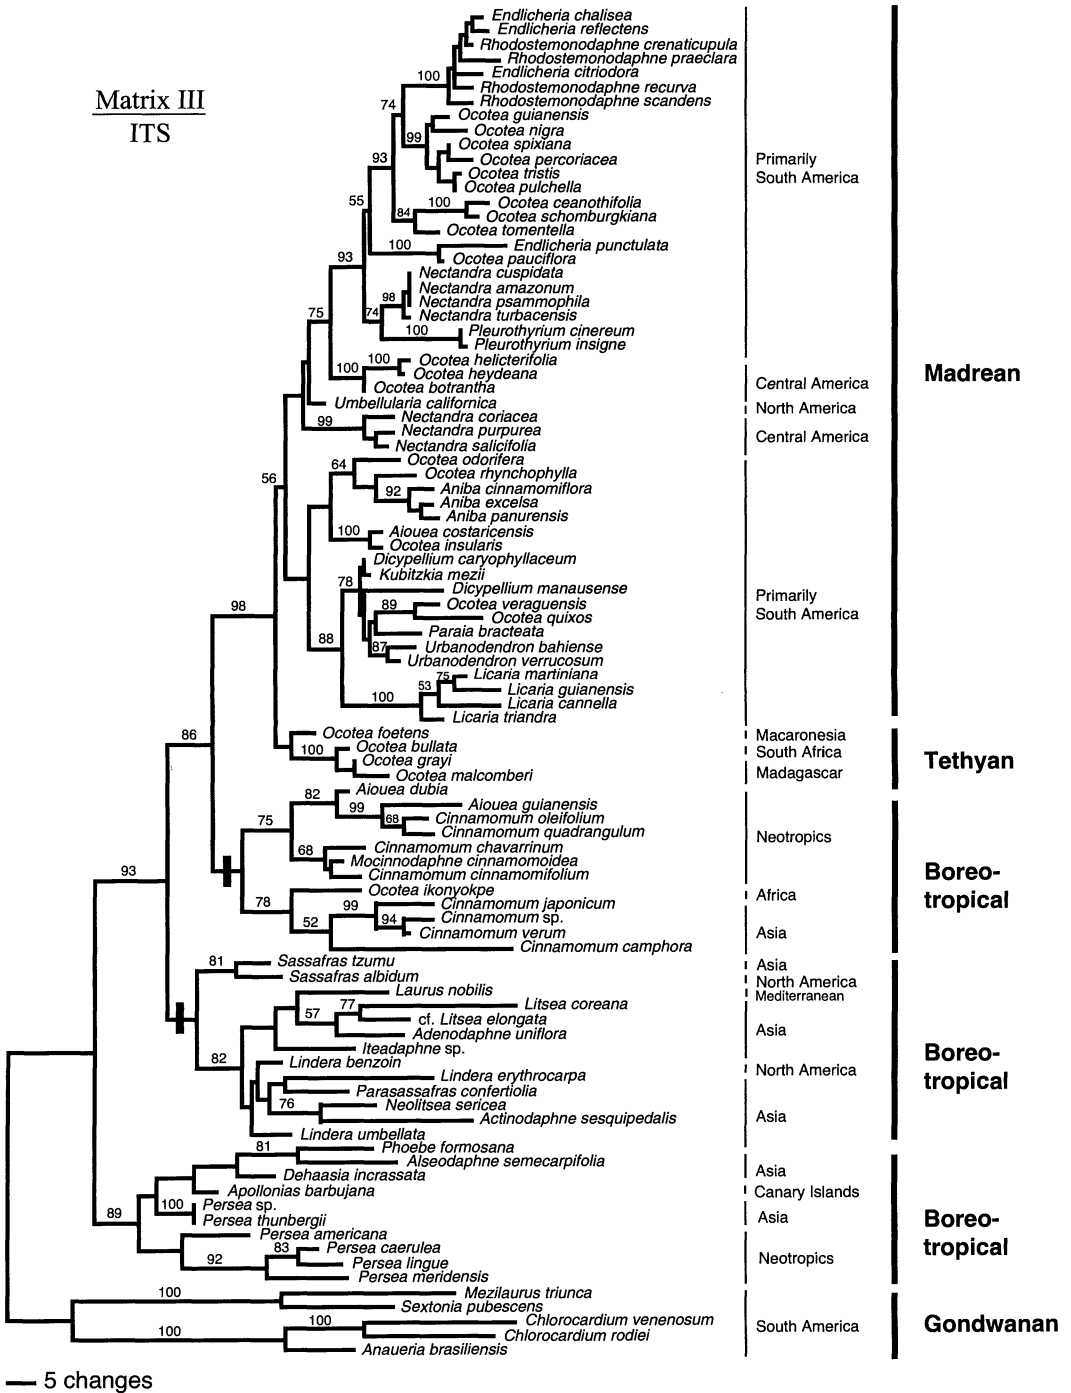 Matrix III
ITS
Endlicheria chalisea
Endlicheria reflectens
Rhodostemonodaphne crenaticupula
Rhodostemonodaphne praeclara
Endlicheria citriodora
100
Rhodostemonodaphne recurva
Rhodostemonodaphne scandens
74
Ocotea guianensis
Ocotea nigra
99
Ocotea spixiana
93
Ocotea percoriacea
Primarily
South America
Ocotea tristis
Ocotea pulchella
55
100
Ocotea ceanothifolia
84
Ocotea schomburgkiana
Ocotea tomentella
100
Endlicheria punctulata
93
Ocotea pauciflora
Nectandra cuspidata
Nectandra amazonum
98
Nectandra psammophila
75
74
Nectandra turbacensis
100
Pleurothyrium cinereum
Pleurothyrium insigne
100
Ocotea helicterifolia
100
Ocotea heydeana
Madrean
Ocotea botrantha
Central America
Umbellularia californica
North America
99
Nectandra coriacea
Nectandra purpurea
Central America
Nectandra salicifolia
64
Ocotea odorifera
56
Ocotea rhynchophylla
92
Aniba cinnamomiflora
Aniba excelsa
Aniba panurensis
100
Aiouea costaricensis
Ocotea insularis
Dicypellium caryophyllaceum
Kubitzkia mezii
78
Dicypellium manausense
Primarily
South America
98
89
Ocotea veraguensis
Ocotea quixos
Paraia bracteata
88
87
Urbanodendron bahiense
Urbanodendron verrucosum
75
Licaria martiniana
100
53
Licaria guianensis
Licaria cannella
Licaria triandra
86
Ocotea foetens
Macaronesia
100
Ocotea bullata
South Africa
Ocotea grayi
Tethyan
Ocotea malcomberi
Madagascar
82
Aiouea dubia
99
Aiouea guianensis
75
68
Cinnamomum oleifolium
Cinnamomum quadrangulum
Neotropics
68
Cinnamomum chavarrinum
Mocinnodaphne cinnamomoidea
93
Cinnamomum cinnamomifolium
Boreo-
tropical
78
Ocotea ikonyokpe
Africa
99
Cinnamomum japonicum
52
94
Cinnamomum sp.
Cinnamomum verum
Asia
Cinnamomum camphora
81
Sassafras tzumu
Asia
Sassafras albidum
North America
Laurus nobilis
Mediterranean
77
Litsea coreana
57
cf. Litsea elongata
Adenodaphne uniflora
Asia
Iteadaphne sp.
82
Lindera benzoin
North America
Boreo-
tropical
Lindera erythrocarpa
Parasassafras confertiolia
76
Neolitsea sericea
Actinodaphne sesquipedalis
Asia
Lindera umbellata
81
Phoebe formosana
Alseodaphne semecarpifolia
Dehaasia incrassata
Asia
Apollonias barbujana
Canary Islands
100
Persea sp.
89
Persea thunbergii
Asia
Boreo-
tropical
Persea americana
83
Persea caerulea
92
Persea lingue
Neotropics
Persea meridensis
100
Mezilaurus triunca
Sextonia pubescens
100
Chlorocardium venenosum
South America
Gondwanan
100
Chlorocardium rodiei
Anaueria brasiliensis
5 changes